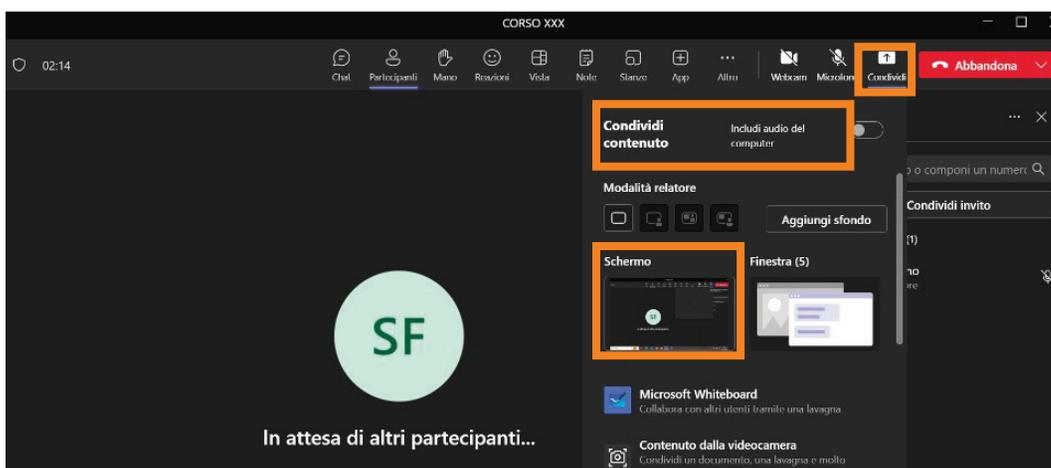 CORSO XXX
02:14
Chat Partecipanti Mano Reazioni Vista Note Stanze App Altro Webcam Microfono Condividi Abbandona
Condividi contenuto
Includi audio del computer
o componi un numero
Modalità relatore
Aggiungi sfondo
Condividi invito
(1)
Schermo
Finestra (5)
no
re
SF
In attesa di altri partecipanti...
Microsoft Whiteboard
Collabora con altri utenti tramite una lavagna
Contenuto dalla videocamera
Condividi un documento, una lavagna e molto